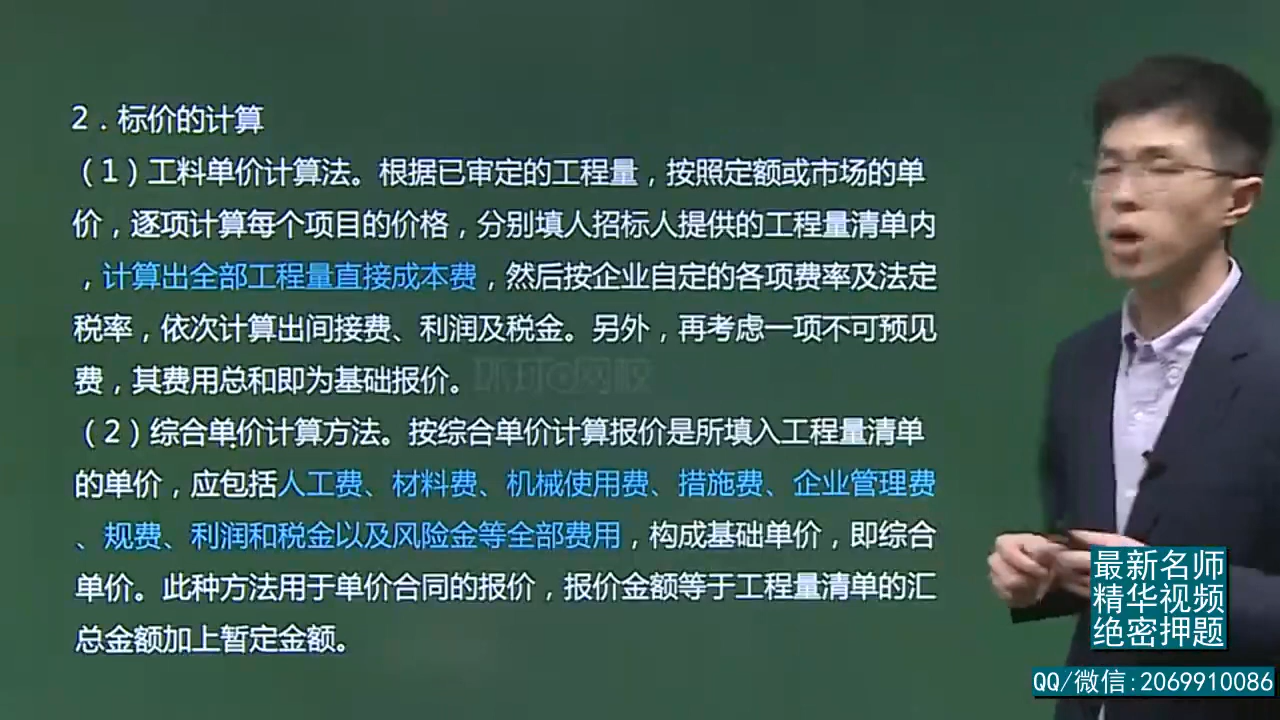 2．标价的计算
（1）工料单价计算法。根据已审定的工程量，按照定额或市场的单
价，逐项计算每个项目的价格，分别填人招标人提供的工程量清单内
，计算出全部工程量直接成本费，然后按企业自定的各项费率及法定
税率，依次计算出间接费、利润及税金。另外，再考虑一项不可预见
费，其费用总和即为基础报价。
环球网校
（2）综合单价计算方法。按综合单价计算报价是所填入工程量清单
的单价，应包括人工费、材料费、机械使用费、措施费、企业管理费
、规费、利润和税金以及风险金等全部费用，构成基础单价，即综合
单价。此种方法用于单价合同的报价，报价金额等于工程量清单的汇
总金额加上暂定金额。
最新名师
精华视频
绝密押题
QQ/微信:2069910086